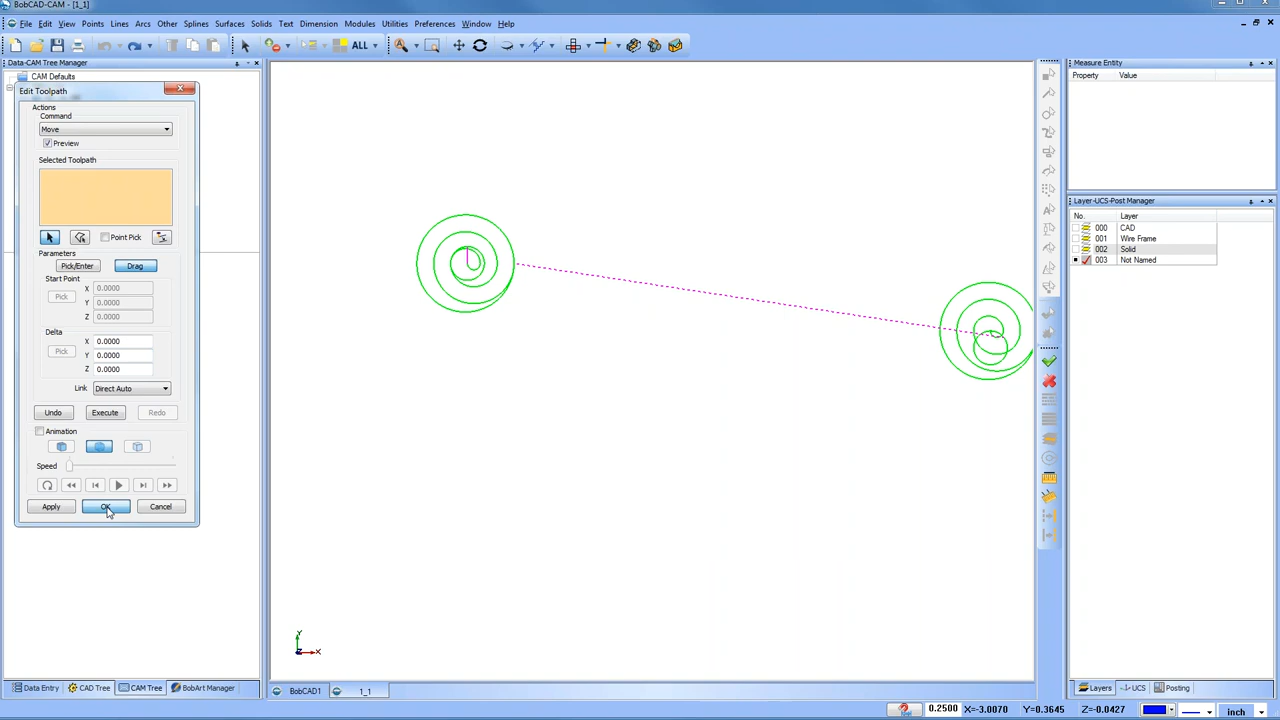 BobCAD-CAM - [1_1]
File Edit View Points Lines Arcs Other Splines Surfaces Solids Text Dimension Modules Utilities Preferences Window Help
ALL
Data-CAM Tree Manager
CAM Defaults
Edit Toolpath
Actions
Command
Move
Preview
Selected Toolpath
Point Pick
Parameters
Pick/Enter Drag
Start Point
Pick
X 0.0000
Y 0.0000
Z 0.0000
Delta
Pick
X 0.0000
Y 0.0000
Z 0.0000
Link Direct Auto
Undo Execute Redo
Animation
Speed
Apply OK Cancel
Data Entry CAD Tree CAM Tree BobArt Manager
Y
Z X
BobCAD1 1_1
Measure Entity
Property Value
Layer-UCS-Post Manager
No. Layer
000 CAD
001 Wire Frame
002 Solid
003 Not Named
Layers UCS Posting
0.2500 X=-3.0070 Y=0.3645 Z=-0.0427 inch